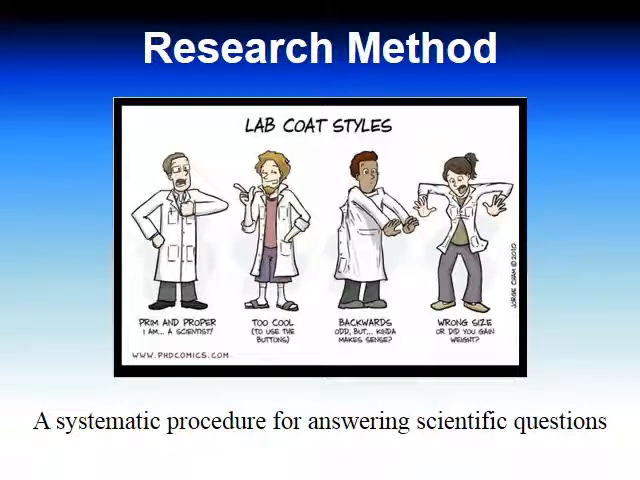 Research Method
LAB COAT STYLES
PRIM AND PROPER
I AM... A SCIENTIST!
TOO COOL
(TO USE THE
BUTTONS)
BACKWARDS
ODD, BUT... KINDA
MAKES SENSE?
WRONG SIZE
OR DID YOU GAIN
WEIGHT?
JORGE CHAM © 2010
WWW.PHDCOMICS.COM
A systematic procedure for answering scientific questions